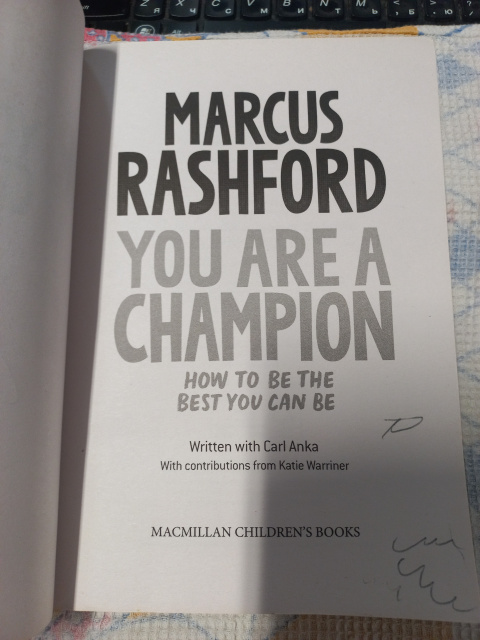 MARCUS
RASHFORD
YOU ARE A
CHAMPION
HOW TO BE THE
BEST YOU CAN BE
Written with Carl Anka
With contributions from Katie Warriner
MACMILLAN CHILDREN'S BOOKS